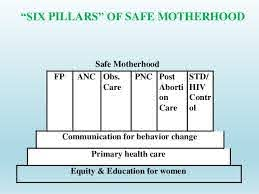 “SIX PILLARS” OF SAFE MOTHERHOOD
Safe Motherhood
FP ANC Obs. PNC Post STD/
Care Aborti HIV
on Contr
Care ol
Communication for behavior change
Primary health care
Equity & Education for women